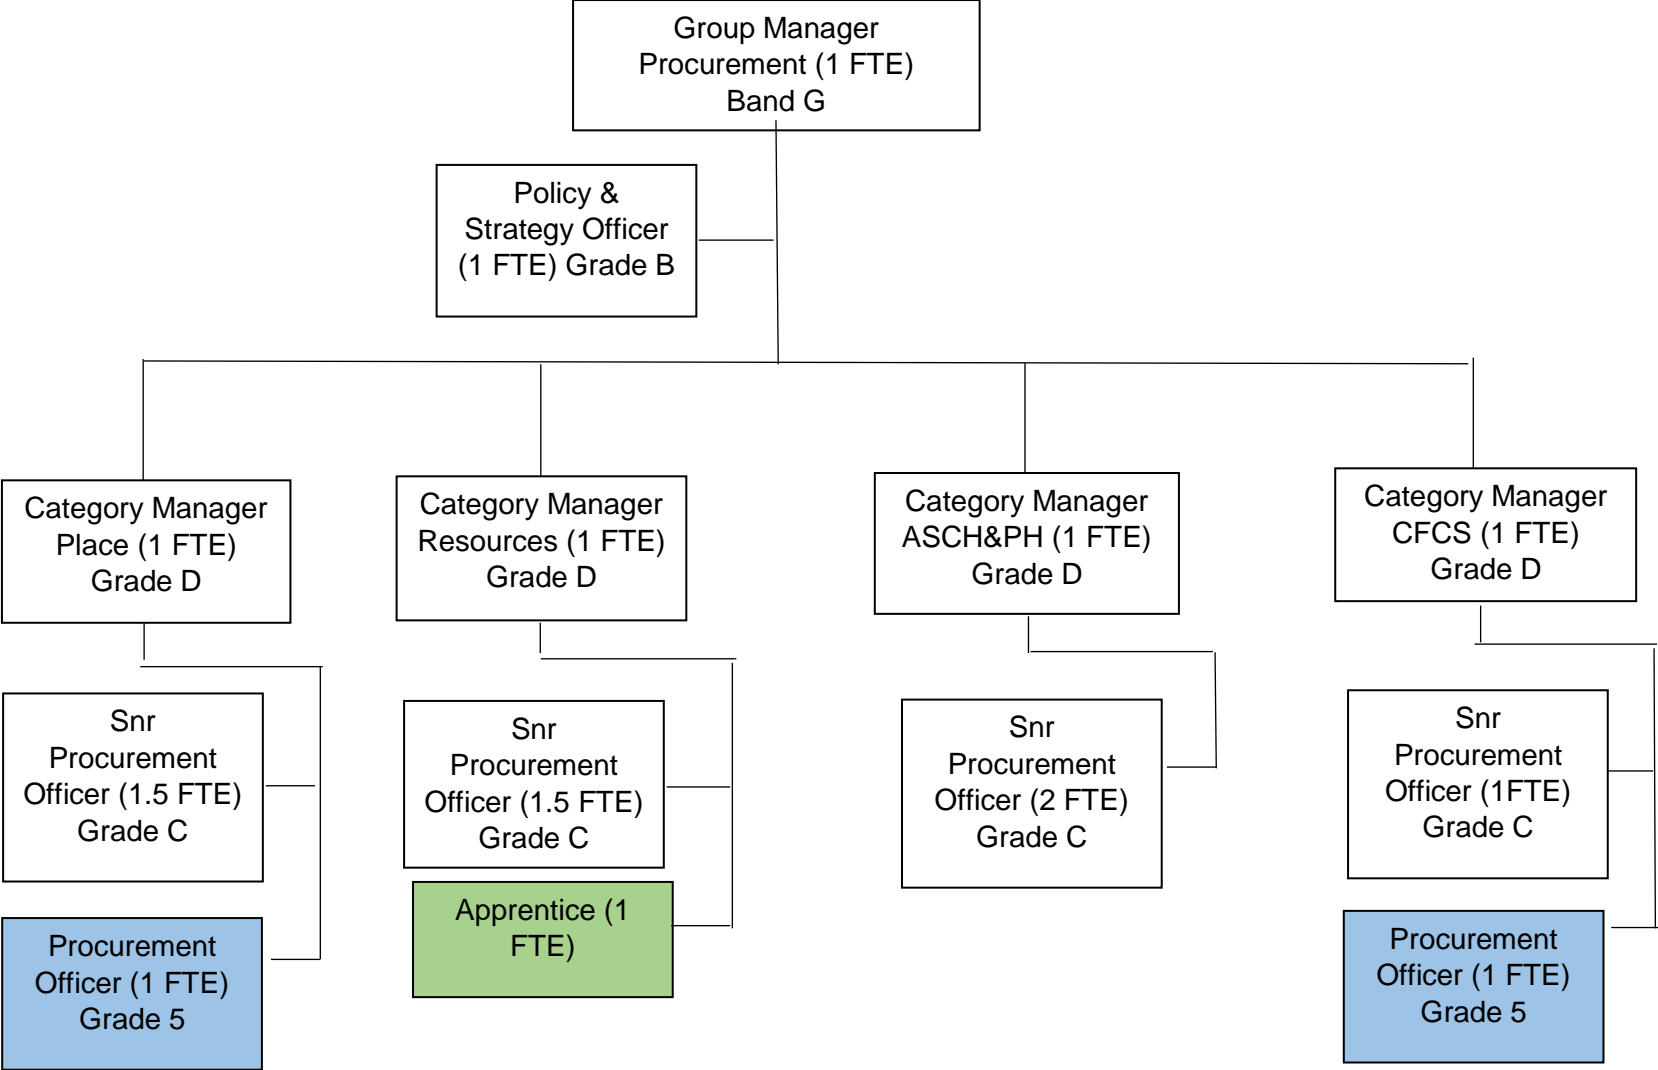 Group Manager
Procurement (1 FTE)
Band G
Policy &
Strategy Officer
(1 FTE) Grade B
Category Manager
Place (1 FTE)
Grade D
Category Manager
Resources (1 FTE)
Grade D
Category Manager
ASCH&PH (1 FTE)
Grade D
Category Manager
CFCS (1 FTE)
Grade D
Snr
Procurement
Officer (1.5 FTE)
Grade C
Snr
Procurement
Officer (1.5 FTE)
Grade C
Snr
Procurement
Officer (2 FTE)
Grade C
Snr
Procurement
Officer (1FTE)
Grade C
Procurement
Officer (1 FTE)
Grade 5
Apprentice (1
FTE)
Procurement
Officer (1 FTE)
Grade 5